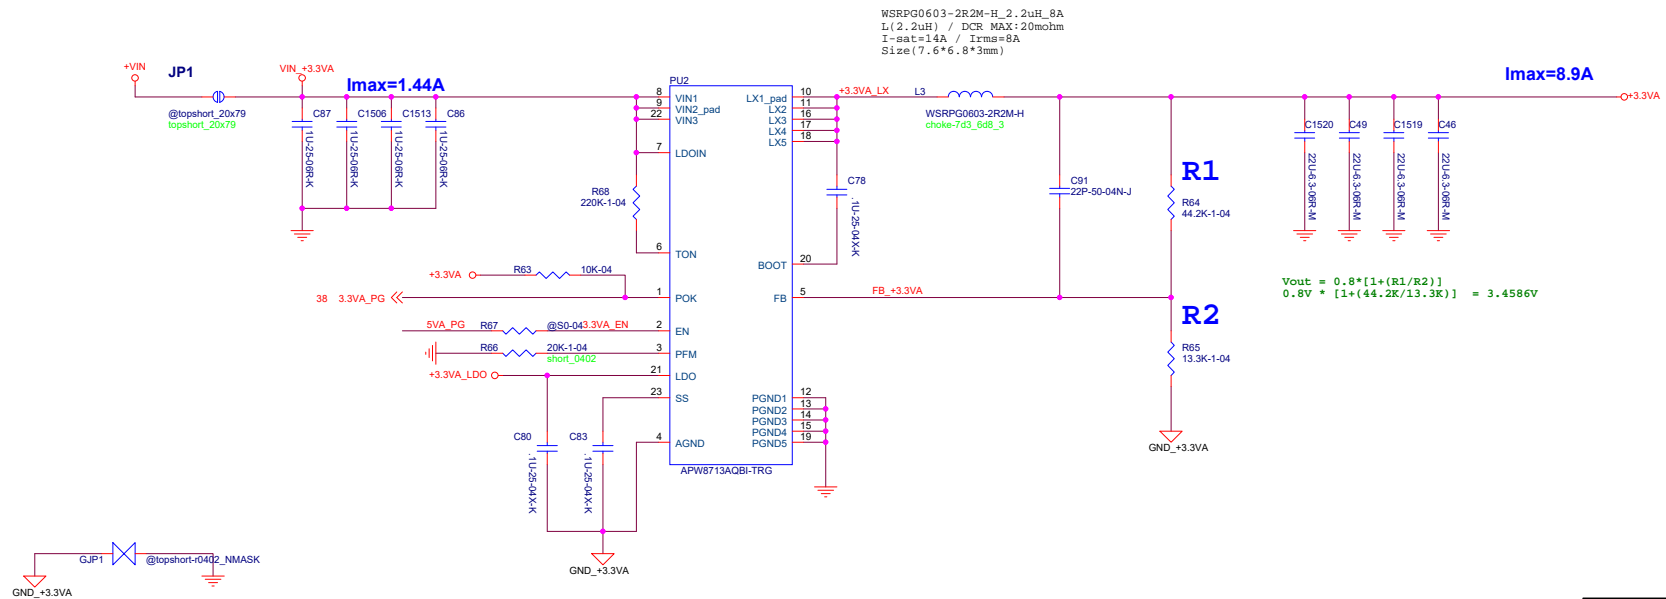 WSRPG0603-2R2M-H_2.2uH_8A
L(2.2uH) / DCR MAX:20mohm
I-sat=14A / Irms=8A
Size(7.6*6.8*3mm)
+VIN
JP1
@topshort_20x79
topshort_20x79
VIN_+3.3VA
Imax=1.44A
C87
1U-25-06R-K
C1506
1U-25-06R-K
C1513
1U-25-06R-K
C86
1U-25-06R-K
R68
220K-1-04
+3.3VA
R63
10K-04
38
3.3VA_PG
5VA_PG
R67
@S0-04
3.3VA_EN
R66
20K-1-04
short_0402
+3.3VA_LDO
C80
.1U-25-04X-K
C83
.1U-25-04X-K
GND_+3.3VA
PU2
8
VIN1
9
VIN2_pad
22
VIN3
7
LDOIN
6
TON
1
POK
2
EN
3
PFM
21
LDO
23
SS
4
AGND
10
LX1_pad
11
LX2
16
LX3
17
LX4
18
LX5
20
BOOT
5
FB
12
PGND1
13
PGND2
14
PGND3
15
PGND4
19
PGND5
APW8713AQBI-TRG
+3.3VA_LX
L3
WSRPG0603-2R2M-H
choke-7d3_6d8_3
C78
.1U-25-04X-K
FB_+3.3VA
C91
22P-50-04N-J
R1
R64
44.2K-1-04
R2
R65
13.3K-1-04
GND_+3.3VA
Imax=8.9A
+3.3VA
C1520
22U-6.3-06R-M
C49
22U-6.3-06R-M
C1519
22U-6.3-06R-M
C46
22U-6.3-06R-M
Vout = 0.8*[1+(R1/R2)]
0.8V * [1+(44.2K/13.3K)] = 3.4586V
GJP1
@topshort-r0402_NMASK
GND_+3.3VA